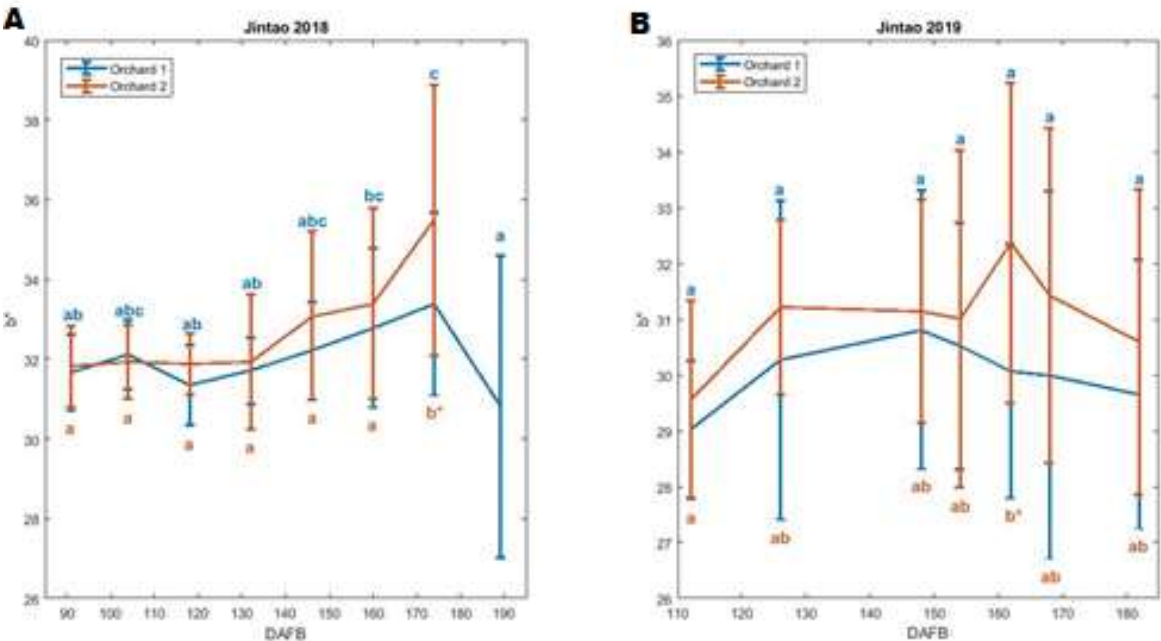 A
Jintao 2018
40
38
36
34
32
30
28
26
b*
Orchard 1
Orchard 2
ab
abc
ab
ab
abc
bc
c
a
a
a
a
a
a
a
b*
90 100 110 120 130 140 150 160 170 180 190
DAFB
B
Jintao 2019
36
35
34
33
32
31
30
29
28
27
26
b*
Orchard 1
Orchard 2
a
a
a
a
a
a
a
a
ab
ab
ab
b*
ab
ab
110 120 130 140 150 160 170 180
DAFB